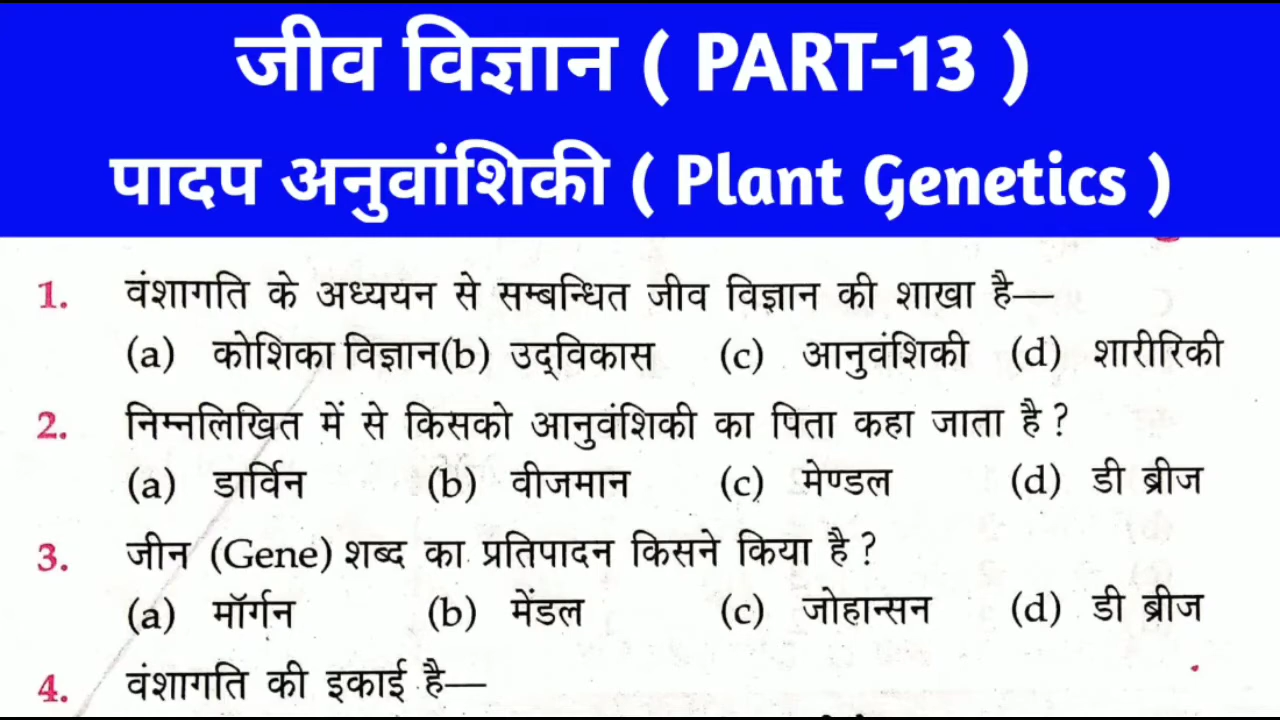 जीव विज्ञान ( PART-13 )
पादप अनुवांशिकी ( Plant Genetics )
1. वंशागति के अध्ययन से सम्बन्धित जीव विज्ञान की शाखा है—
(a) कोशिका विज्ञान (b) उद्‌विकास (c) आनुवंशिकी (d) शारीरिकी
2. निम्नलिखित में से किसको आनुवंशिकी का पिता कहा जाता है ?
(a) डार्विन (b) वीजमान (c) मेण्डल (d) डी ब्रीज
3. जीन (Gene) शब्द का प्रतिपादन किसने किया है ?
(a) मॉर्गन (b) मेंडल (c) जोहान्सन (d) डी ब्रीज
4. वंशागति की इकाई है—